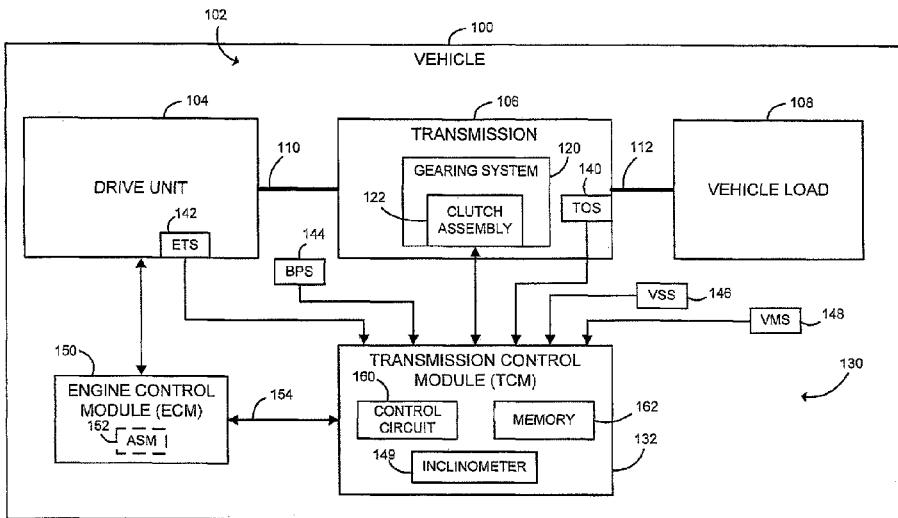 102
100
VEHICLE
104
106
108
DRIVE UNIT
110
TRANSMISSION
GEARING SYSTEM
120
140
112
122
CLUTCH
ASSEMBLY
TOS
VEHICLE LOAD
142
ETS
144
BPS
VSS
146
VMS
148
150
ENGINE CONTROL
MODULE (ECM)
152
ASM
154
TRANSMISSION CONTROL
MODULE (TCM)
160
CONTROL
CIRCUIT
MEMORY
162
149
INCLINOMETER
132
130